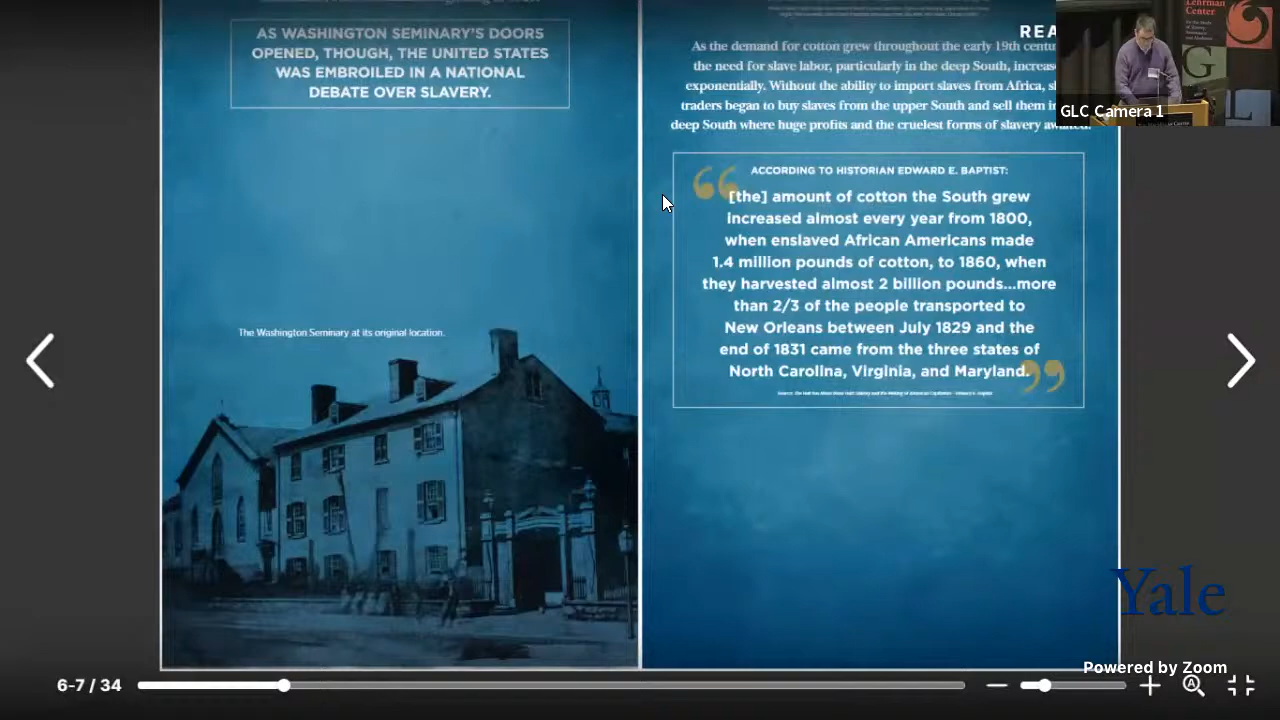 AS WASHINGTON SEMINARY'S DOORS
OPENED, THOUGH, THE UNITED STATES
WAS EMBROILED IN A NATIONAL
DEBATE OVER SLAVERY.
The Washington Seminary at its original location.
REA
As the demand for cotton grew throughout the early 19th centu
the need for slave labor, particularly in the deep South, increase
exponentially. Without the ability to import slaves from Africa, sl
traders began to buy slaves from the upper South and sell them in
deep South where huge profits and the cruelest forms of slavery awaited.
ACCORDING TO HISTORIAN EDWARD E. BAPTIST:
“[the] amount of cotton the South grew
increased almost every year from 1800,
when enslaved African Americans made
1.4 million pounds of cotton, to 1860, when
they harvested almost 2 billion pounds...more
than 2/3 of the people transported to
New Orleans between July 1829 and the
end of 1831 came from the three states of
North Carolina, Virginia, and Maryland.”
Lehrman
Center
G
L
GLC Camera 1
Yale
Powered by Zoom
6-7 / 34